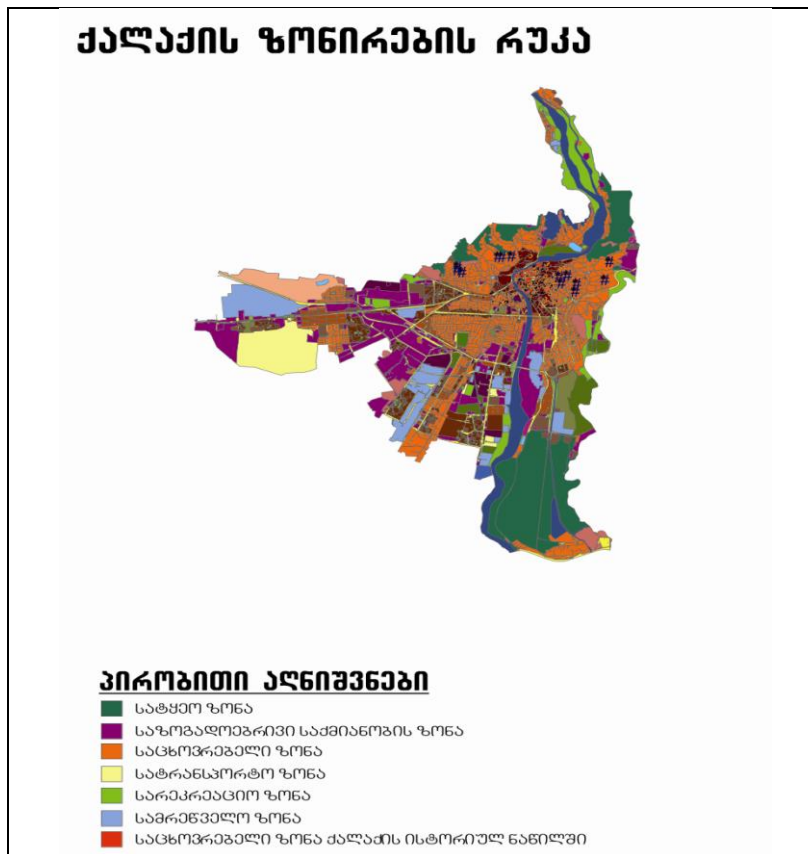 ქალაქის ზონირების რუკა
პირობითი აღნიშვნები
სატყეო ზონა
საზოგადოებრივი საქმიანობის ზონა
საცხოვრებელი ზონა
სატრანსპორტო ზონა
სარეკრეაციო ზონა
სამრეწველო ზონა
საცხოვრებელი ზონა ქალაქის ისტორიულ ნაწილში